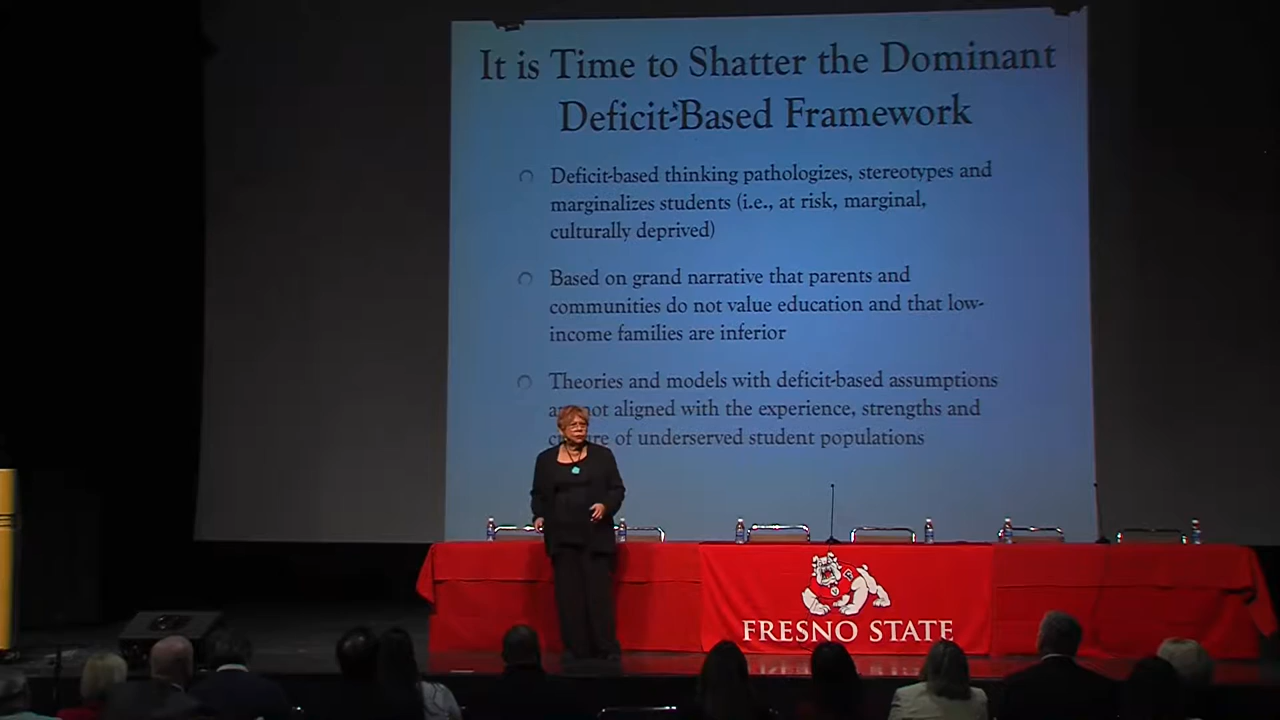 It is Time to Shatter the Dominant
Deficit-Based Framework
Deficit-based thinking pathologizes, stereotypes and
marginalizes students (i.e., at risk, marginal,
culturally deprived)
Based on grand narrative that parents and
communities do not value education and that low-
income families are inferior
Theories and models with deficit-based assumptions
not aligned with the experience, strengths and
of underserved student populations
FRESNO STATE